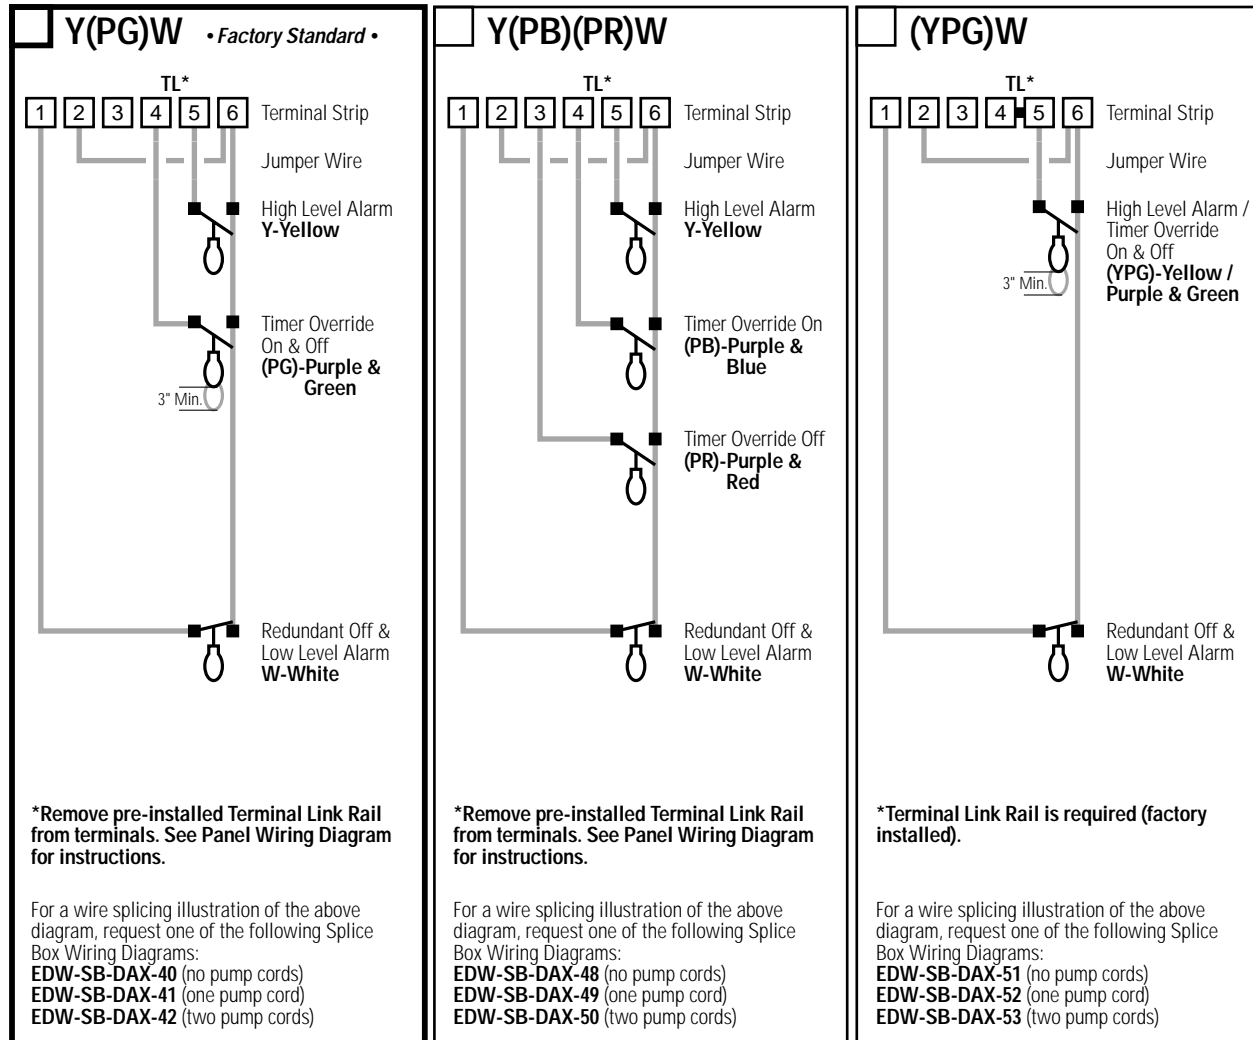 Y(PG)W • Factory Standard •
TL*
1 2 3 4 5 6 Terminal Strip
Jumper Wire
High Level Alarm
Y-Yellow
Timer Override
On & Off
(PG)-Purple &
Green
3" Min.
Redundant Off &
Low Level Alarm
W-White
*Remove pre-installed Terminal Link Rail
from terminals. See Panel Wiring Diagram
for instructions.
For a wire splicing illustration of the above
diagram, request one of the following Splice
Box Wiring Diagrams:
EDW-SB-DAX-40 (no pump cords)
EDW-SB-DAX-41 (one pump cord)
EDW-SB-DAX-42 (two pump cords)
Y(PB)(PR)W
TL*
1 2 3 4 5 6 Terminal Strip
Jumper Wire
High Level Alarm
Y-Yellow
Timer Override On
(PB)-Purple &
Blue
Timer Override Off
(PR)-Purple &
Red
Redundant Off &
Low Level Alarm
W-White
*Remove pre-installed Terminal Link Rail
from terminals. See Panel Wiring Diagram
for instructions.
For a wire splicing illustration of the above
diagram, request one of the following Splice
Box Wiring Diagrams:
EDW-SB-DAX-48 (no pump cords)
EDW-SB-DAX-49 (one pump cord)
EDW-SB-DAX-50 (two pump cords)
(YPG)W
TL*
1 2 3 4 5 6 Terminal Strip
Jumper Wire
High Level Alarm /
Timer Override
On & Off
(YPG)-Yellow /
Purple & Green
3" Min.
Redundant Off &
Low Level Alarm
W-White
*Terminal Link Rail is required (factory
installed).
For a wire splicing illustration of the above
diagram, request one of the following Splice
Box Wiring Diagrams:
EDW-SB-DAX-51 (no pump cords)
EDW-SB-DAX-52 (one pump cord)
EDW-SB-DAX-53 (two pump cords)